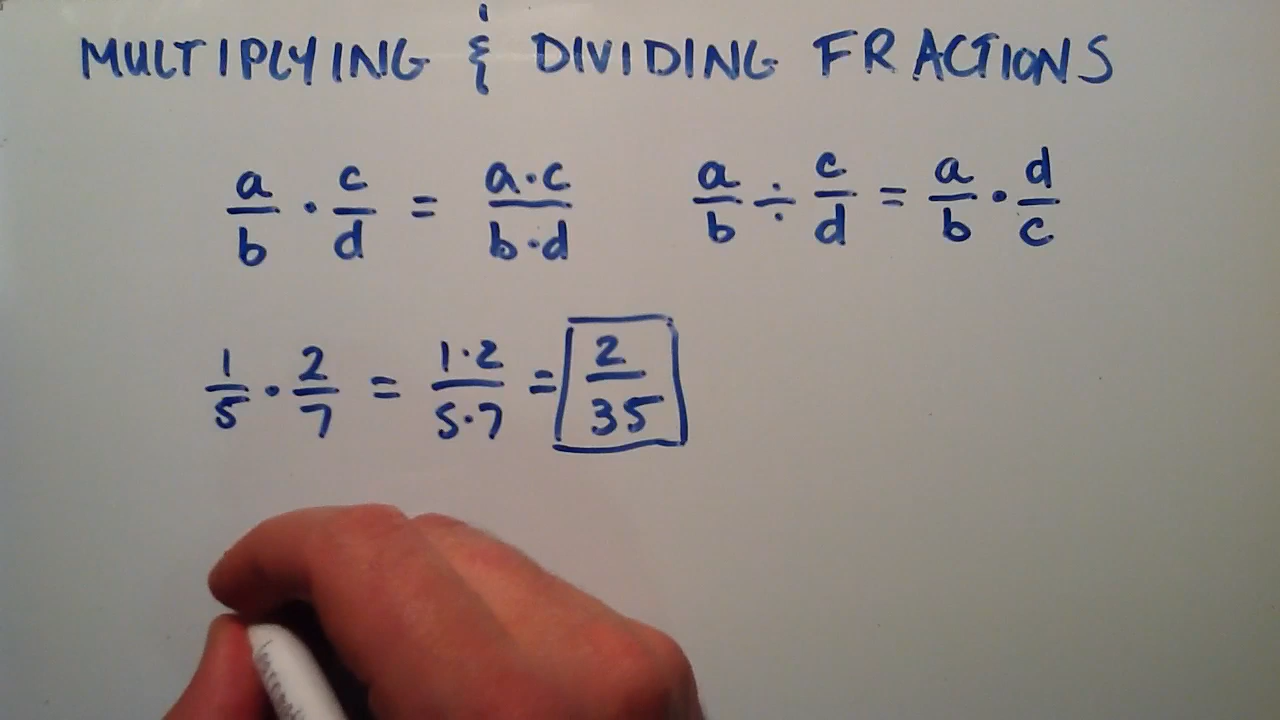 MULTIPLYING & DIVIDING FRACTIONS
a/b · c/d = a·c/b·d   a/b ÷ c/d = a/b · d/c
1/5 · 2/7 = 1·2/5·7 = 2/35